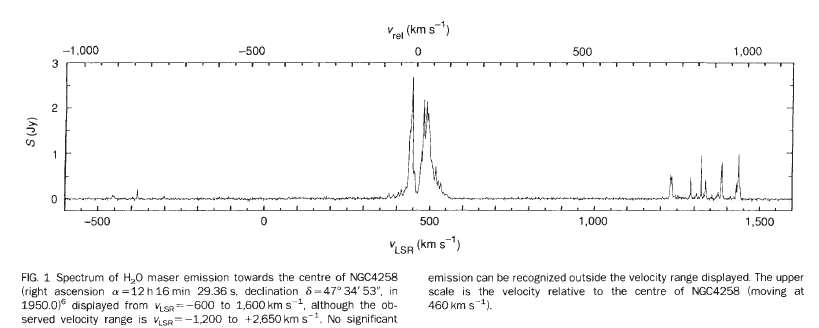 v_rel (km s⁻¹)
−1,000 −500 0 500 1,000
3
2
1
0
S (Jy)
−500 0 500 1,000 1,500
v_LSR (km s⁻¹)
FIG. 1 Spectrum of H₂O maser emission towards the centre of NGC4258
(right ascension α=12 h 16 min 29.36 s, declination δ=47° 34′ 53″, in
1950.0)⁶ displayed from v_LSR=−600 to 1,600 km s⁻¹, although the ob-
served velocity range is v_LSR=−1,200 to +2,650 km s⁻¹. No significant
emission can be recognized outside the velocity range displayed. The upper
scale is the velocity relative to the centre of NGC4258 (moving at
460 km s⁻¹).